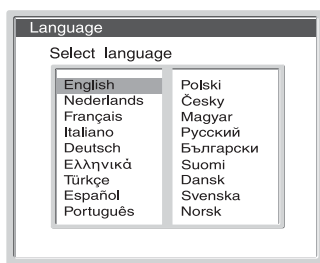 Language
Select language
English
Nederlands
Français
Italiano
Deutsch
Ελληνικά
Türkçe
Español
Português
Polski
Česky
Magyar
Русский
Български
Suomi
Dansk
Svenska
Norsk